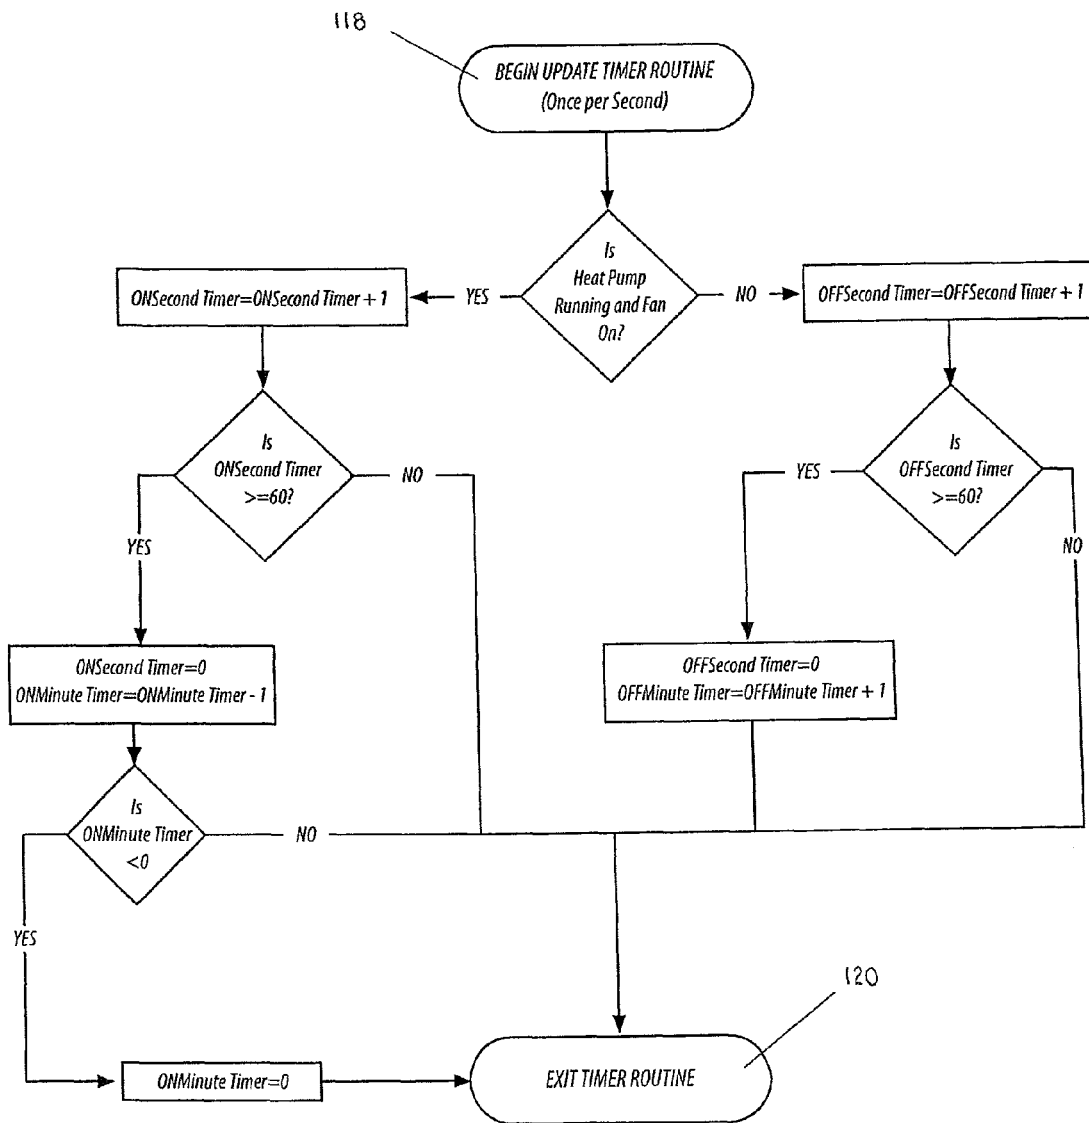 118
BEGIN UPDATE TIMER ROUTINE
(Once per Second)
Is
Heat Pump
Running and Fan
On?
YES
NO
ONSecond Timer=ONSecond Timer + 1
OFFSecond Timer=OFFSecond Timer + 1
Is
ONSecond Timer
>=60?
NO
YES
Is
OFFSecond Timer
>=60?
YES
NO
ONSecond Timer=0
ONMinute Timer=ONMinute Timer - 1
OFFSecond Timer=0
OFFMinute Timer=OFFMinute Timer + 1
Is
ONMinute Timer
<0
NO
YES
120
ONMinute Timer=0
EXIT TIMER ROUTINE